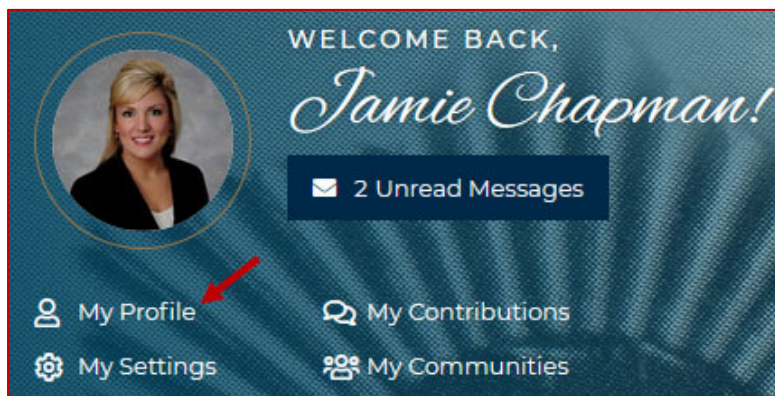 WELCOME BACK,
Jamie Chapman!
2 Unread Messages
My Profile
My Contributions
My Settings
My Communities